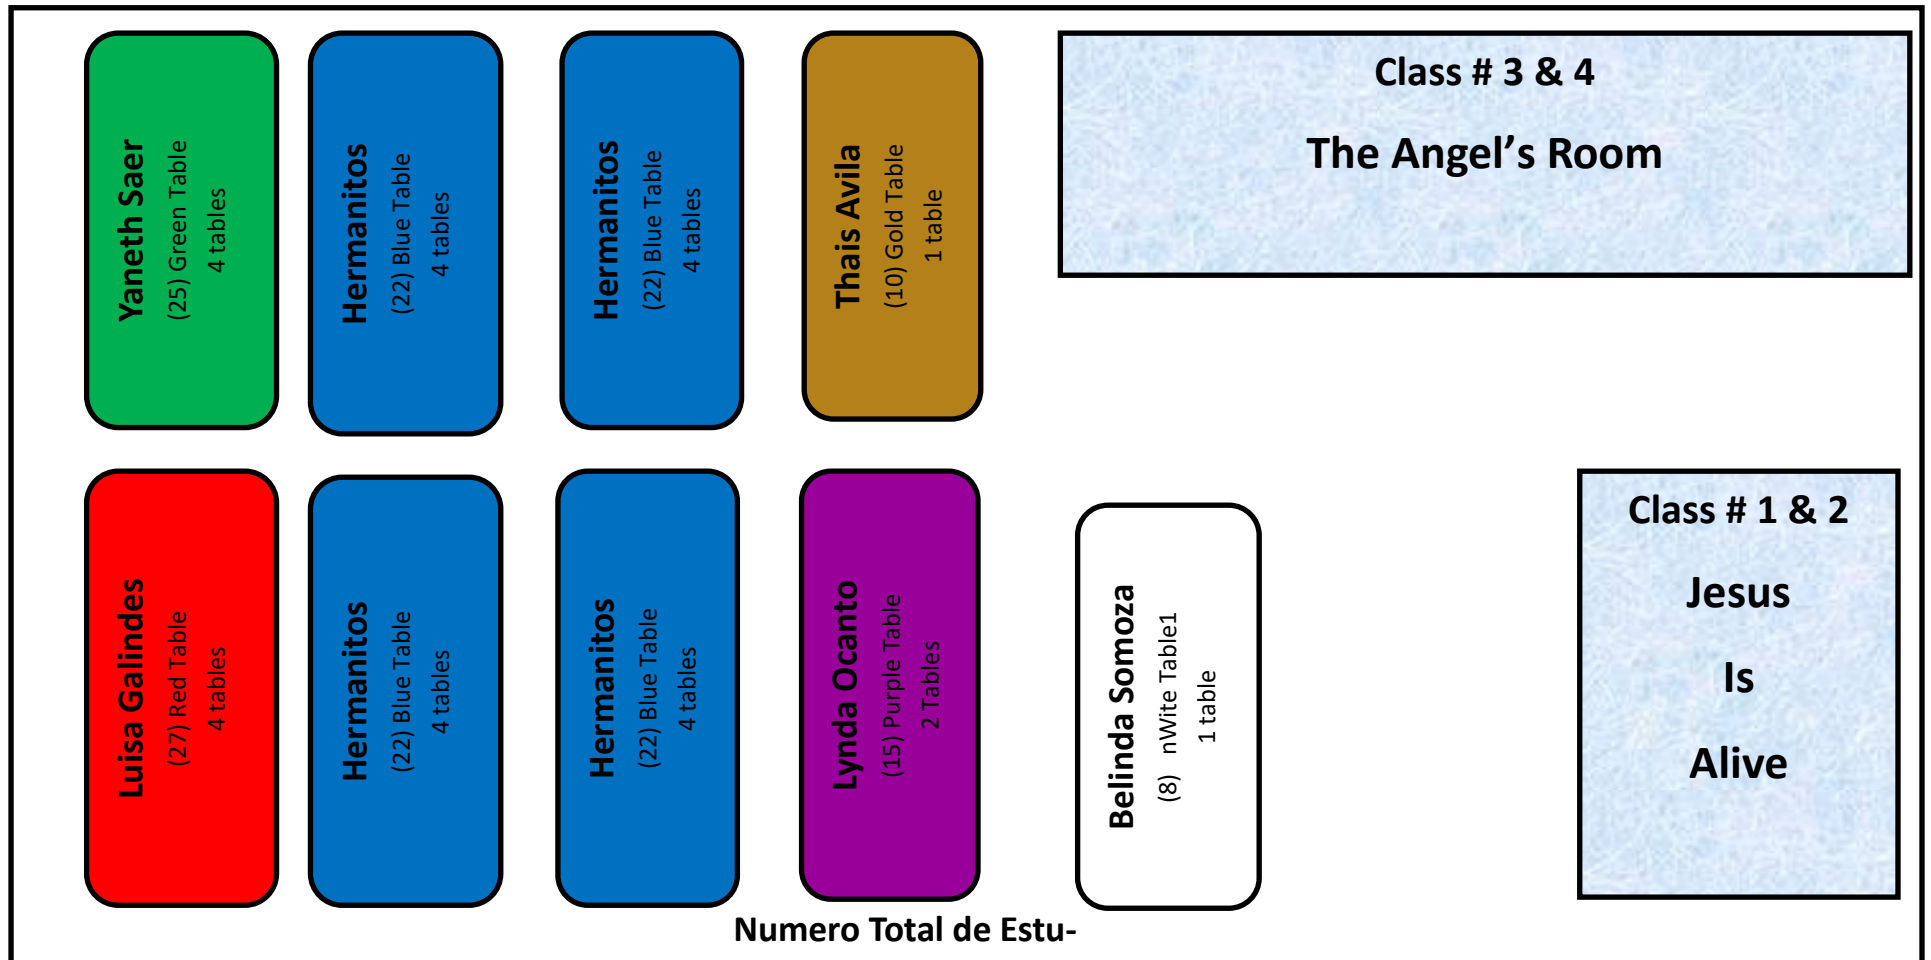 Yaneth Saer
(25) Green Table
4 tables
Hermanitos
(22) Blue Table
4 tables
Hermanitos
(22) Blue Table
4 tables
Thais Avila
(10) Gold Table
1 table
Class # 3 & 4
The Angel’s Room
Luisa Galindes
(27) Red Table
4 tables
Hermanitos
(22) Blue Table
4 tables
Hermanitos
(22) Blue Table
4 tables
Lynda Ocanto
(15) Purple Table
2 Tables
Belinda Somoza
(8) nWite Table1
1 table
Class # 1 & 2
Jesus
Is
Alive
Numero Total de Estu-